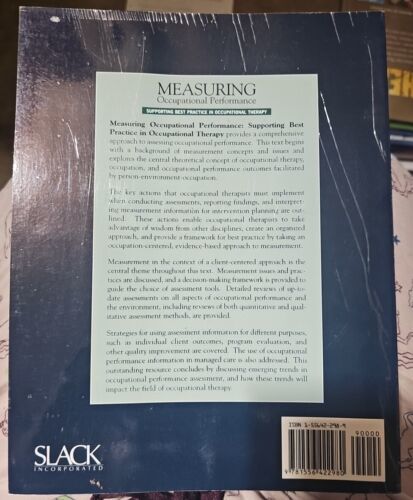 MEASURING
Occupational Performance
SUPPORTING BEST PRACTICE IN OCCUPATIONAL THERAPY
Measuring Occupational Performance: Supporting Best
Practice in Occupational Therapy provides a comprehensive
approach to assessing occupational performance. This text begins
with a background of measurement concepts and issues and
explores the central theoretical concept of occupational therapy,
occupation, and occupational performance outcomes facilitated
by person-environment-occupation.
The key actions that occupational therapists must implement
when conducting assessments, reporting findings, and interpre-
ting measurement information for intervention planning are out-
lined. These actions enable occupational therapists to take
advantage of wisdom from other disciplines, create an organized
approach, and provide a framework for best practice by taking an
occupation-centered, evidence-based approach to measurement.
Measurement in the context of a client-centered approach is the
central theme throughout this text. Measurement issues and prac-
tices are discussed, and a decision-making framework is provided to
guide the choice of assessment tools. Detailed reviews of up-to-
date assessments on all aspects of occupational performance and
the environment, including reviews of both quantitative and qual-
itative assessment methods, are provided.
Strategies for using assessment information for different purposes,
such as individual client outcomes, program evaluation, and
other quality improvement are covered. The use of occupational
performance information in managed care is also addressed. This
outstanding resource concludes by discussing emerging trends in
occupational performance assessment, and how these trends will
impact the field of occupational therapy.
ISBN 1-55642-298-9
90000
9 781556 422980
SLACK
INCORPORATED